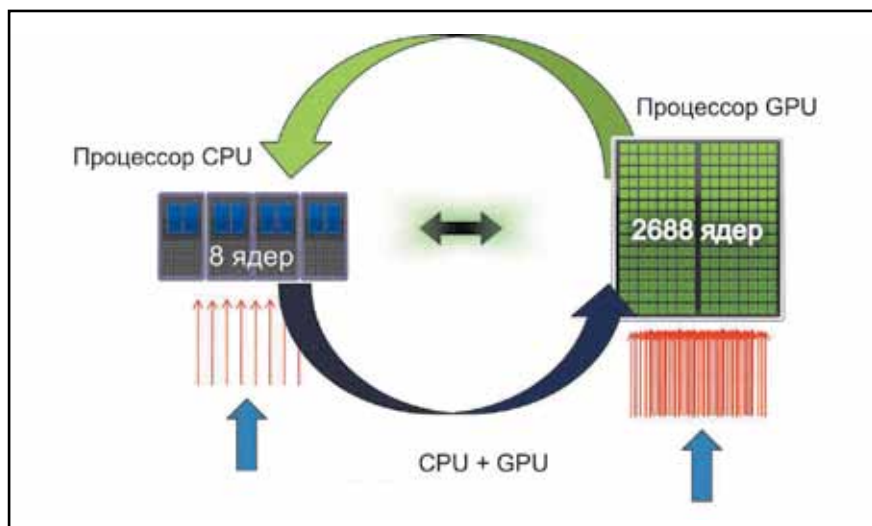 Процессор GPU
Процессор CPU
2688 ядер
8 ядер
CPU + GPU